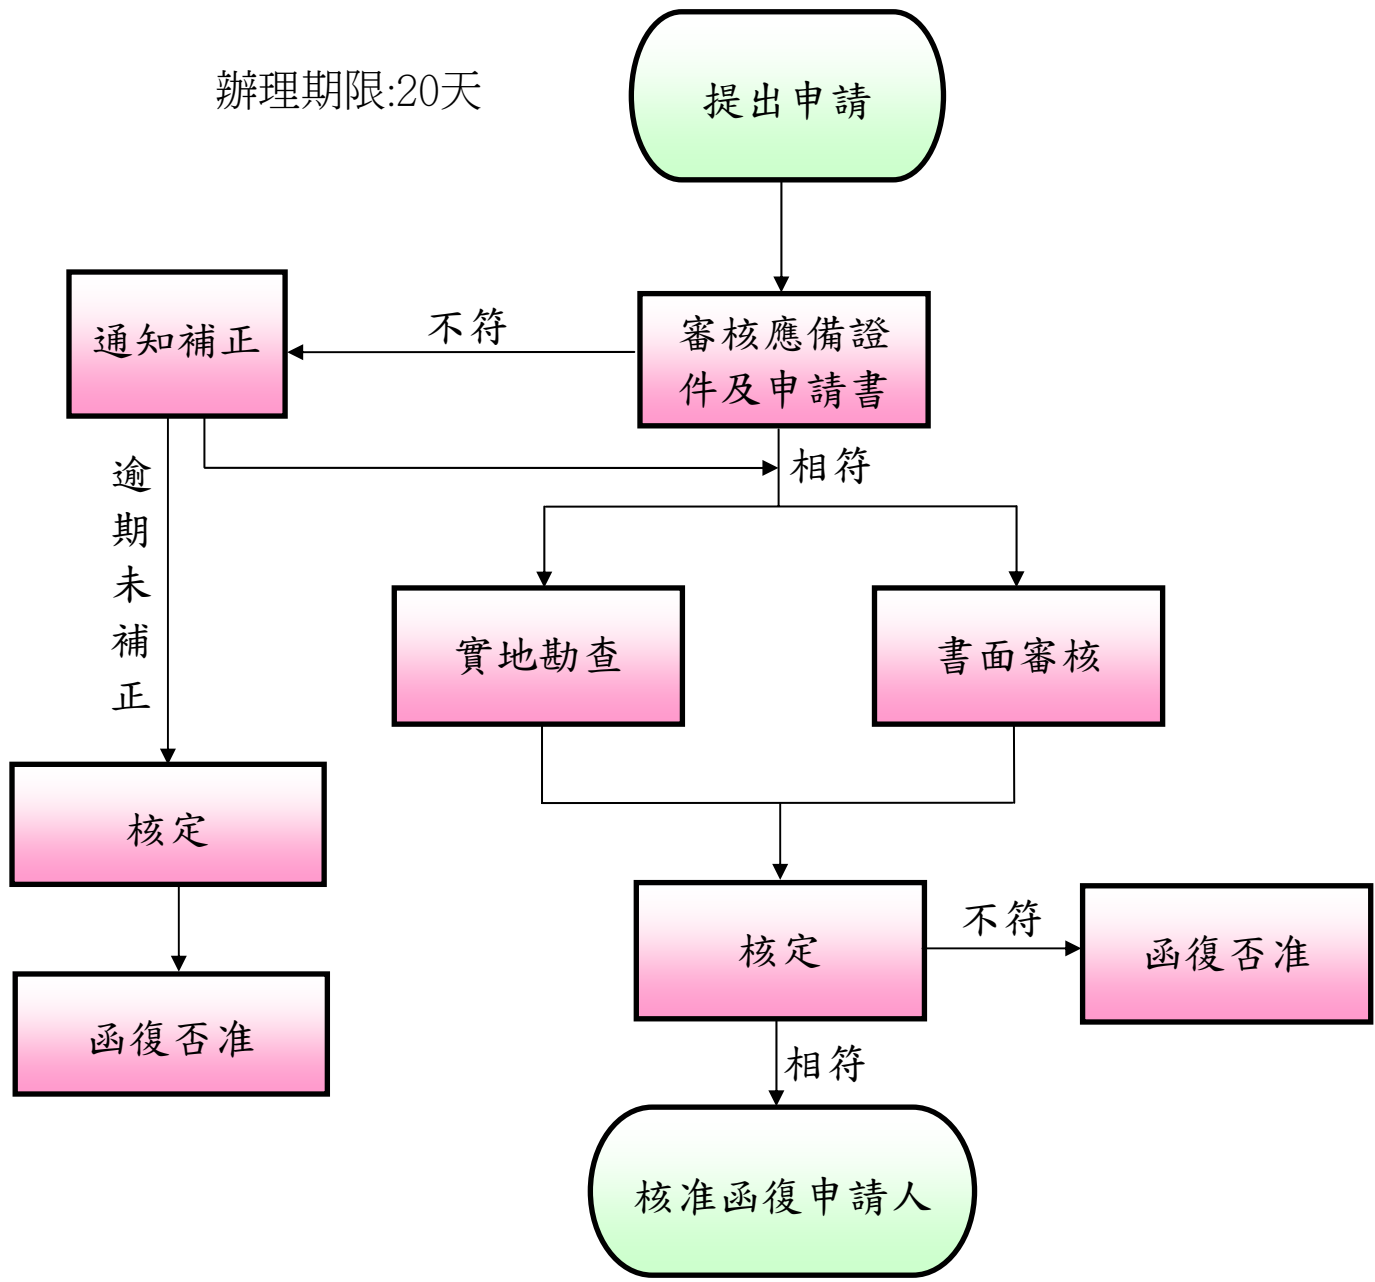 辦理期限:20天
提出申請
通知補正
不符
審核應備證
件及申請書
相符
逾
期
未
補
正
實地勘查
書面審核
核定
核定
不符
函復否准
函復否准
相符
核准函復申請人